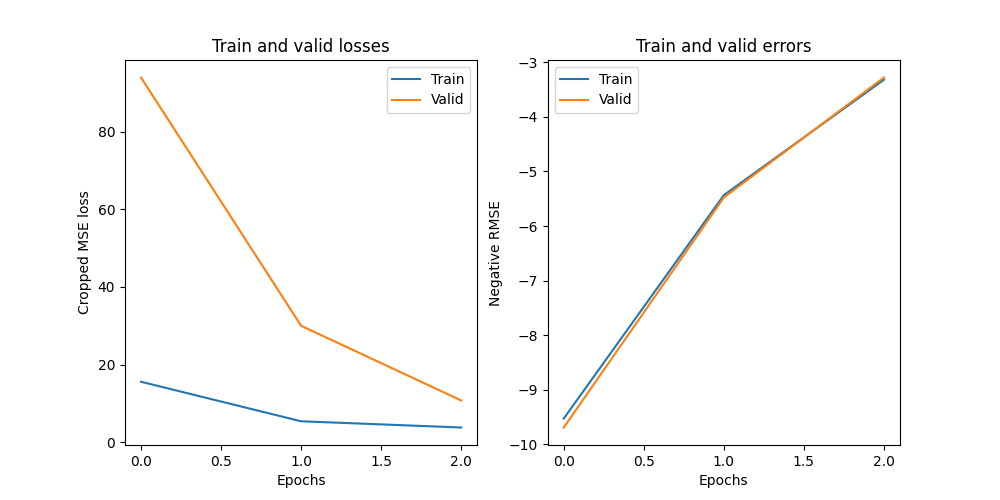 Train and valid losses
Train
Valid
Cropped MSE loss
80
60
40
20
0
0.0 0.5 1.0 1.5 2.0
Epochs
Train and valid errors
Train
Valid
Negative RMSE
−3
−4
−5
−6
−7
−8
−9
−10
0.0 0.5 1.0 1.5 2.0
Epochs